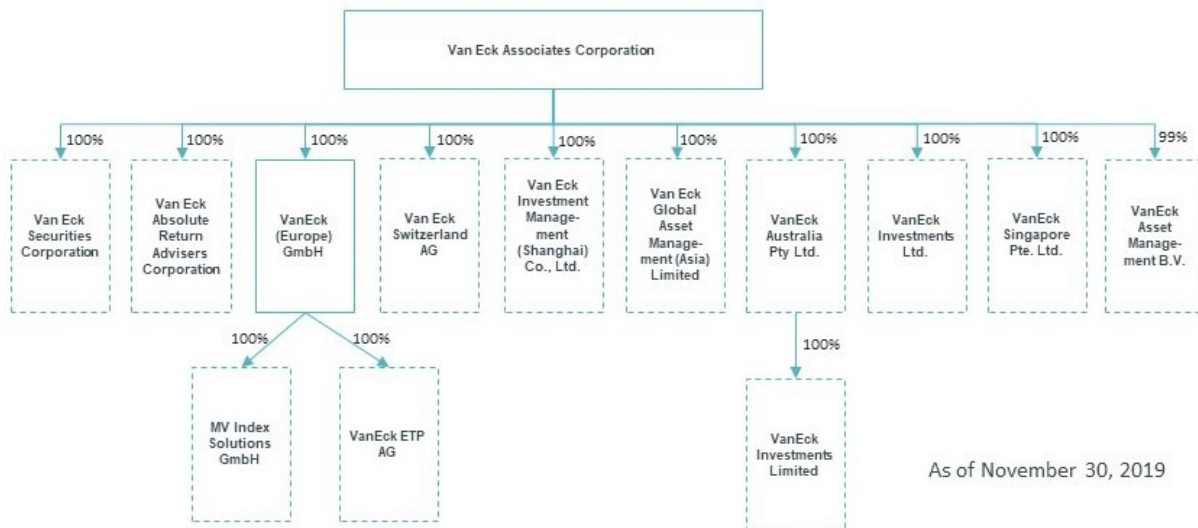 Van Eck Associates Corporation
100%
100%
100%
100%
100%
100%
100%
100%
100%
99%
Van Eck
Securities
Corporation
Van Eck
Absolute
Return
Advisers
Corporation
VanEck
(Europe)
GmbH
Van Eck
Switzerland
AG
Van Eck
Investment
Manage-
ment
(Shanghai)
Co., Ltd.
Van Eck
Global
Asset
Manage-
ment (Asia)
Limited
VanEck
Australia
Pty Ltd.
VanEck
Investments
Ltd.
VanEck
Singapore
Pte. Ltd.
VanEck
Asset
Manage-
ment B.V.
100%
100%
100%
MV Index
Solutions
GmbH
VanEck ETP
AG
VanEck
Investments
Limited
As of November 30, 2019